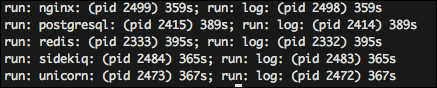 run: nginx: (pid 2499) 359s; run: log: (pid 2498) 359s
run: postgresql: (pid 2415) 389s; run: log: (pid 2414) 389s
run: redis: (pid 2333) 395s; run: log: (pid 2332) 395s
run: sidekiq: (pid 2484) 365s; run: log: (pid 2483) 365s
run: unicorn: (pid 2473) 367s; run: log: (pid 2472) 367s